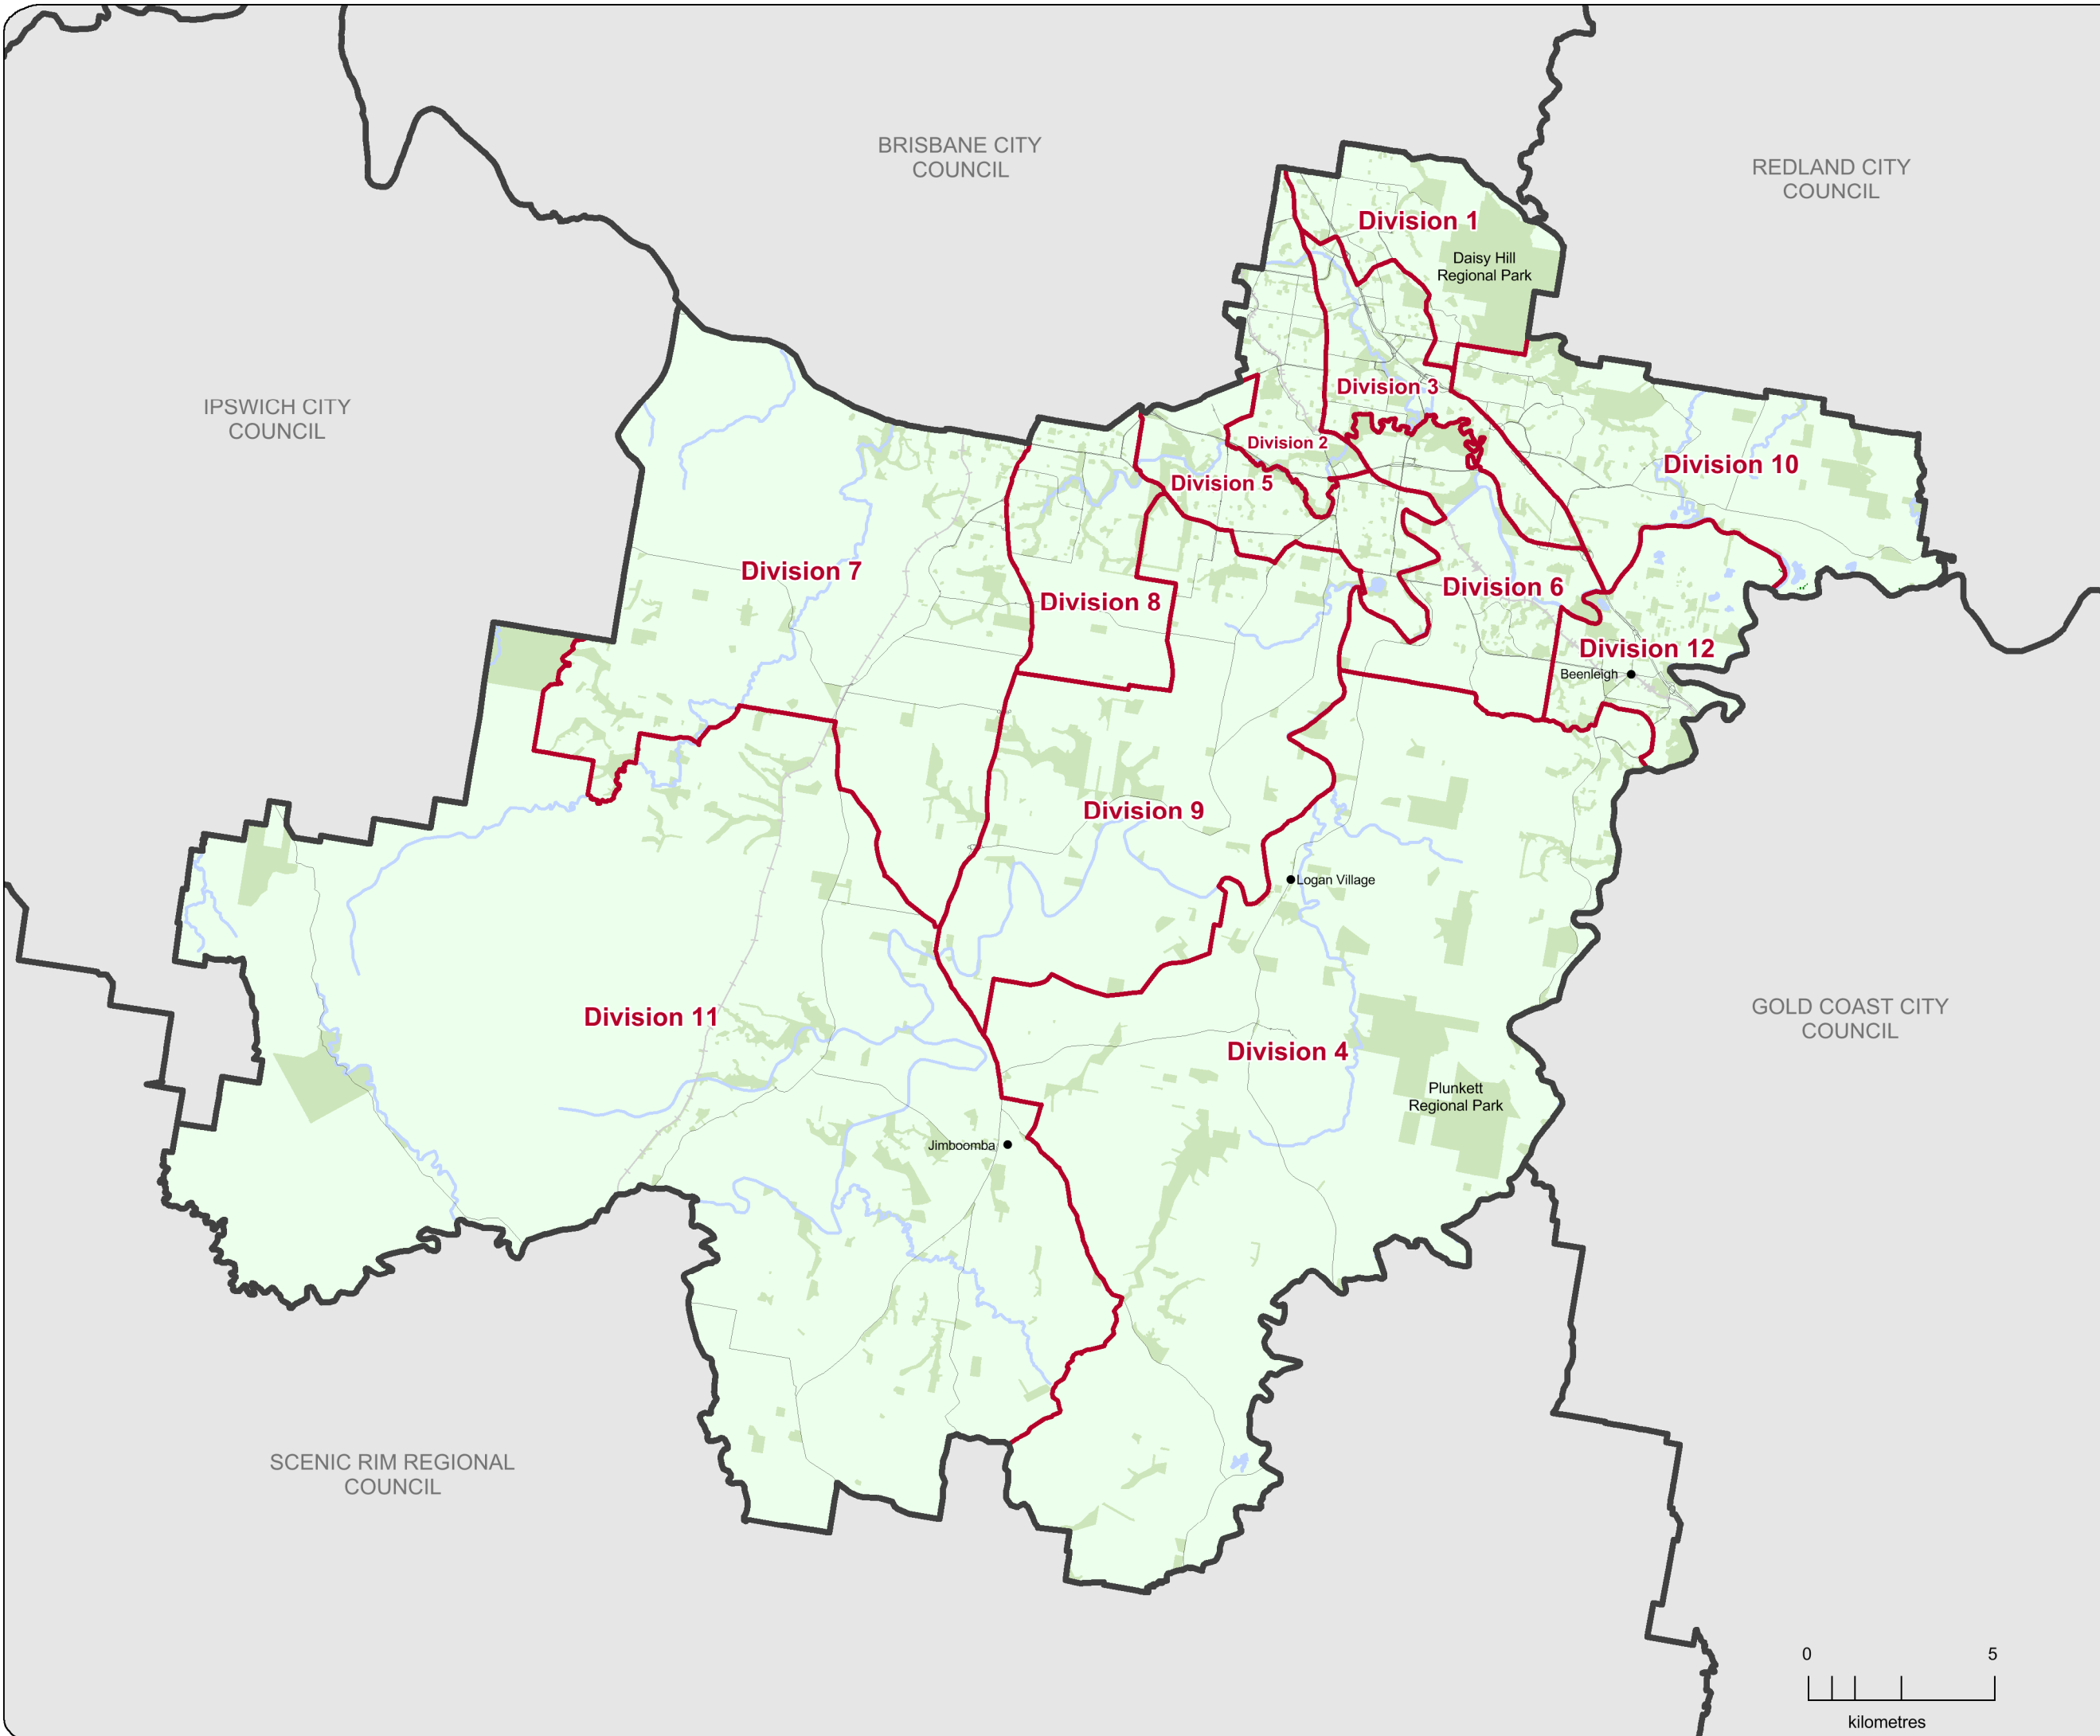 BRISBANE CITY
COUNCIL
REDLAND CITY
COUNCIL
Division 1
Daisy Hill
Regional Park
IPSWICH CITY
COUNCIL
Division 3
Division 2
Division 10
Division 5
Division 7
Division 6
Division 8
Division 12
Beenleigh
Division 9
Logan Village
GOLD COAST CITY
COUNCIL
Division 11
Division 4
Plunkett
Regional Park
Jimboomba
SCENIC RIM REGIONAL
COUNCIL
0 5
kilometres